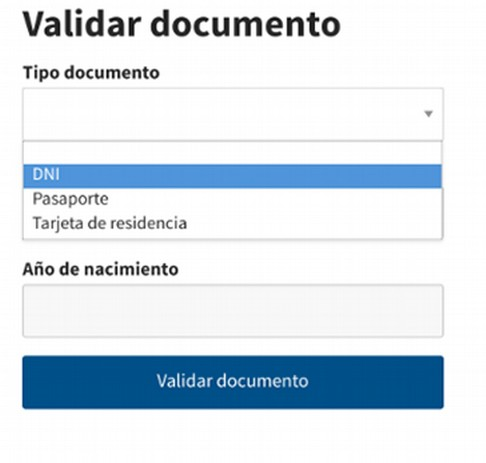 Validar documento
Tipo documento
DNI
Pasaporte
Tarjeta de residencia
Año de nacimiento
Validar documento